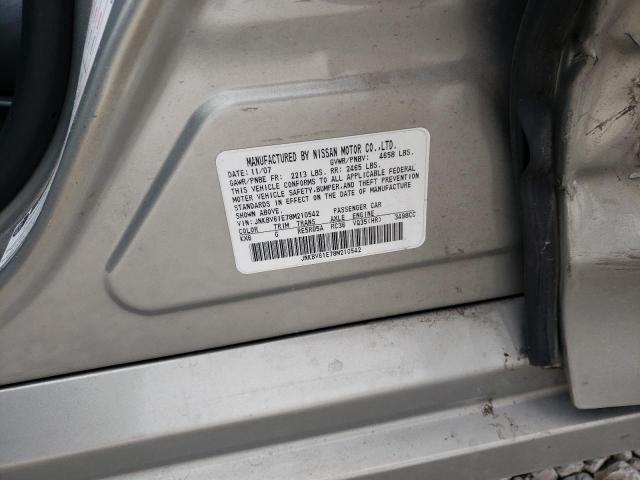 MANUFACTURED BY NISSAN MOTOR CO.,LTD.
DATE: 11/07 GVWR/PNBV: 4658 LBS.
GAWR/PNBE FR: 2213 LBS. RR: 2465 LBS.
THIS VEHICLE CONFORMS TO ALL APPLICABLE FEDERAL
MOTOR VEHICLE SAFETY,BUMPER,AND THEFT PREVENTION
STANDARDS IN EFFECT ON THE DATE OF MANUFACTURE
SHOWN ABOVE.
VIN: JNKBV61E78M210542 PASSENGER CAR
COLOR TRIM TRANS AXLE ENGINE
KX6 G RE5R05A RC36 VQ35(HR) 3498CC
JNKBV61E78M210542